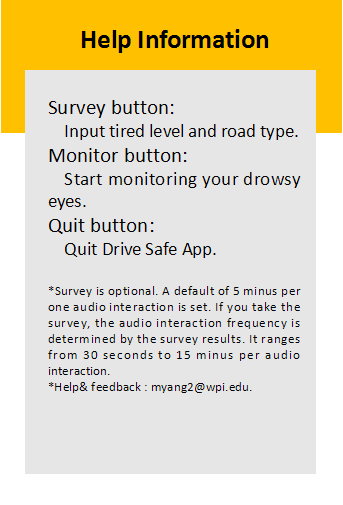 Help Information
Survey button:
Input tired level and road type.
Monitor button:
Start monitoring your drowsy
eyes.
Quit button:
Quit Drive Safe App.
*Survey is optional. A default of 5 minus per
one audio interaction is set. If you take the
survey, the audio interaction frequency is
determined by the survey results. It ranges
from 30 seconds to 15 minus per audio
interaction.
*Help& feedback : myang2@wpi.edu.